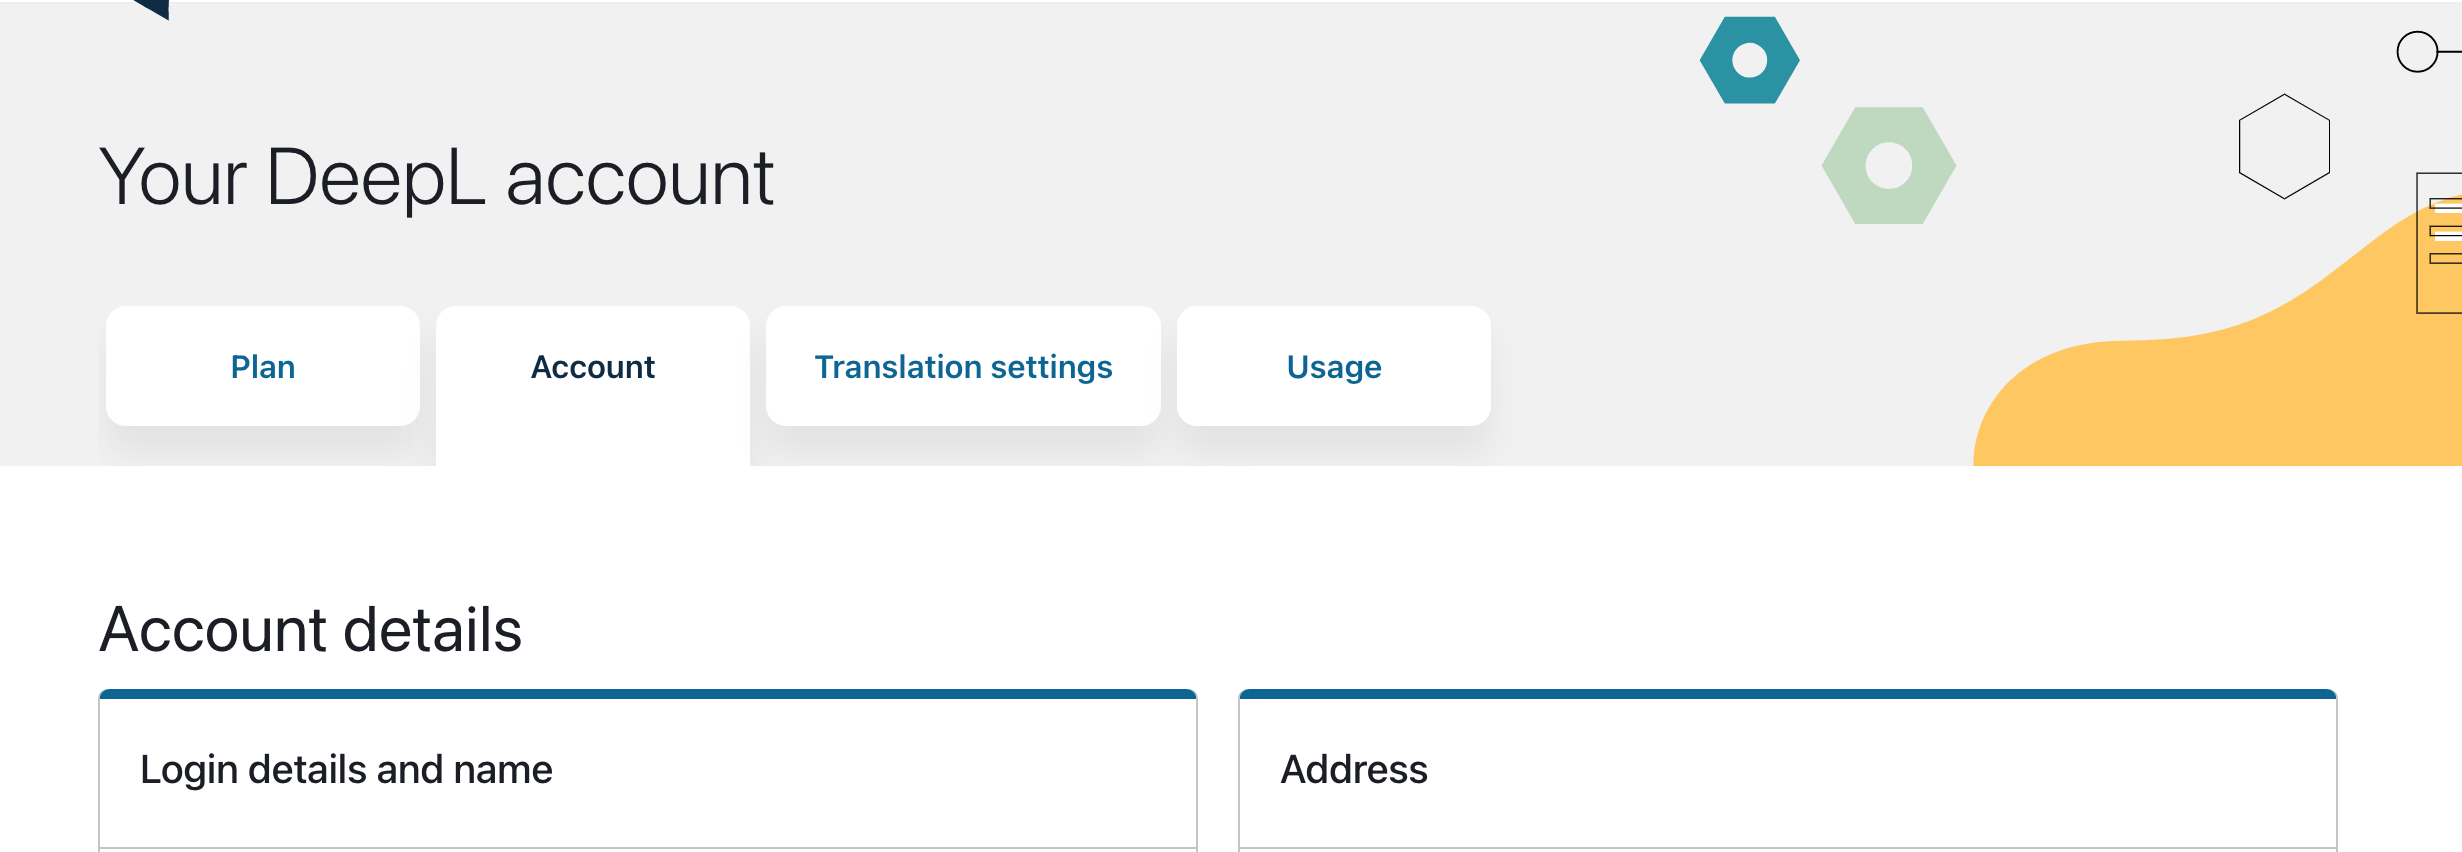 Your DeepL account
Plan
Account
Translation settings
Usage
Account details
Login details and name
Address